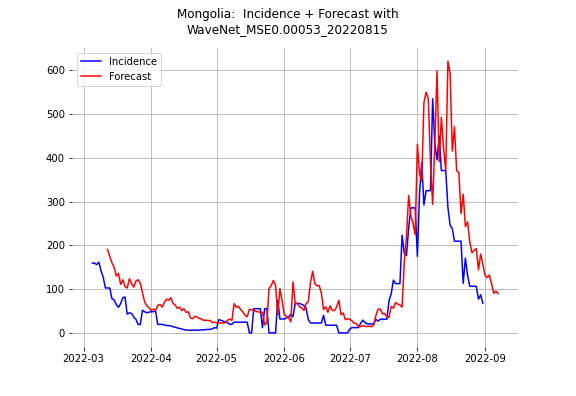 Mongolia:  Incidence + Forecast with
WaveNet_MSE0.00053_20220815
Incidence
Forecast
600
500
400
300
200
100
0
2022-03 2022-04 2022-05 2022-06 2022-07 2022-08 2022-09